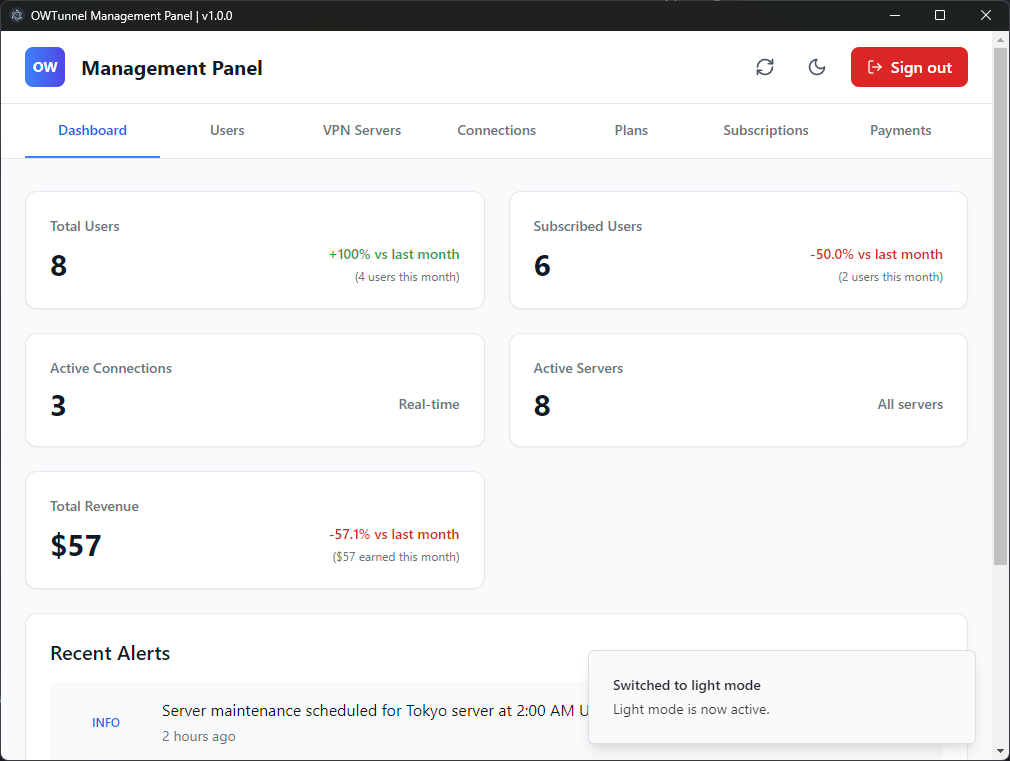 OWTunnel Management Panel | v1.0.0
OW
Management Panel
Sign out
Dashboard
Users
VPN Servers
Connections
Plans
Subscriptions
Payments
Total Users
8
+100% vs last month
(4 users this month)
Subscribed Users
6
-50.0% vs last month
(2 users this month)
Active Connections
3
Real-time
Active Servers
8
All servers
Total Revenue
$57
-57.1% vs last month
($57 earned this month)
Recent Alerts
INFO
Server maintenance scheduled for Tokyo server at 2:00 AM
2 hours ago
Switched to light mode
Light mode is now active.